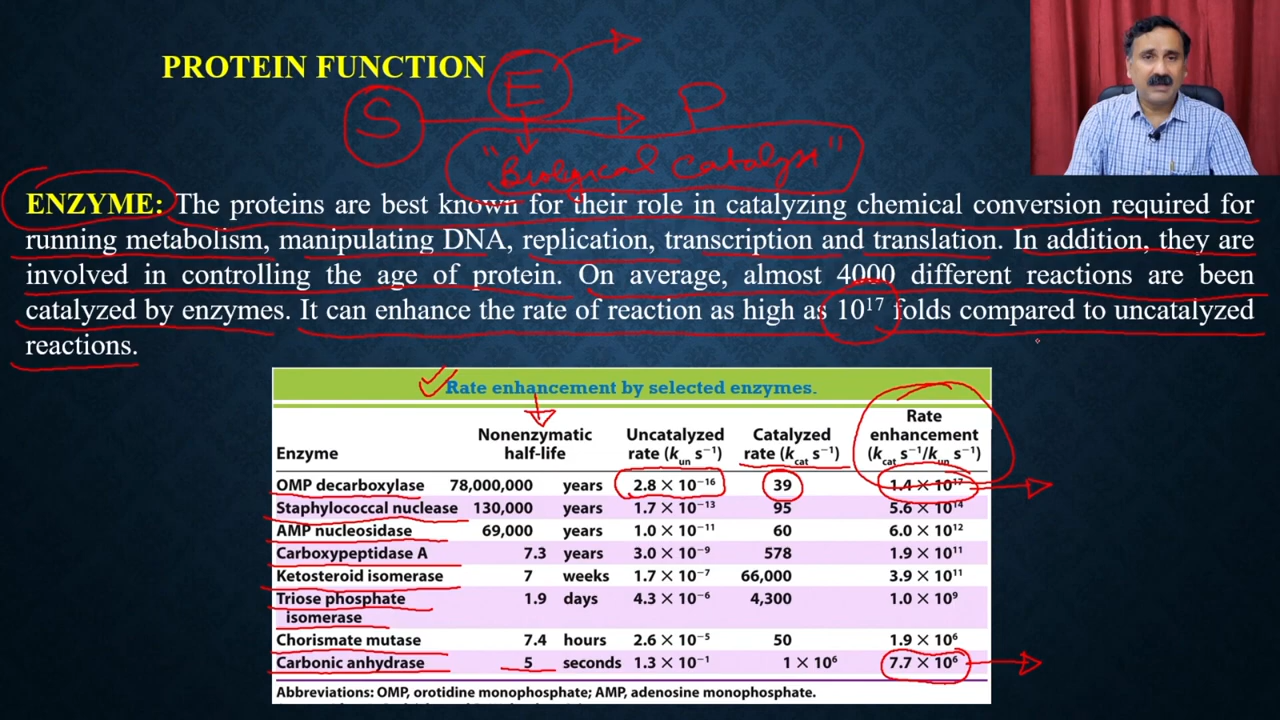 PROTEIN FUNCTION
E
S
P
"Biological Catalyst"
ENZYME: The proteins are best known for their role in catalyzing chemical conversion required for
running metabolism, manipulating DNA, replication, transcription and translation. In addition, they are
involved in controlling the age of protein. On average, almost 4000 different reactions are been
catalyzed by enzymes. It can enhance the rate of reaction as high as 10¹⁷ folds compared to uncatalyzed
reactions.
Rate enhancement by selected enzymes.
Enzyme Nonenzymatic half-life Uncatalyzed rate (kun s⁻¹) Catalyzed rate (kcat s⁻¹) Rate enhancement (kcat s⁻¹/kun s⁻¹)
OMP decarboxylase 78,000,000 years 2.8 × 10⁻¹⁶ 39 1.4 × 10¹⁷
Staphylococcal nuclease 130,000 years 1.7 × 10⁻¹³ 95 5.6 × 10¹⁴
AMP nucleosidase 69,000 years 1.0 × 10⁻¹¹ 60 6.0 × 10¹²
Carboxypeptidase A 7.3 years 3.0 × 10⁻⁹ 578 1.9 × 10¹¹
Ketosteroid isomerase 7 weeks 1.7 × 10⁻⁷ 66,000 3.9 × 10¹¹
Triose phosphate 1.9 days 4.3 × 10⁻⁶ 4,300 1.0 × 10⁹
isomerase
Chorismate mutase 7.4 hours 2.6 × 10⁻⁵ 50 1.9 × 10⁶
Carbonic anhydrase 5 seconds 1.3 × 10⁻¹ 1 × 10⁶ 7.7 × 10⁶
Abbreviations: OMP, orotidine monophosphate; AMP, adenosine monophosphate.